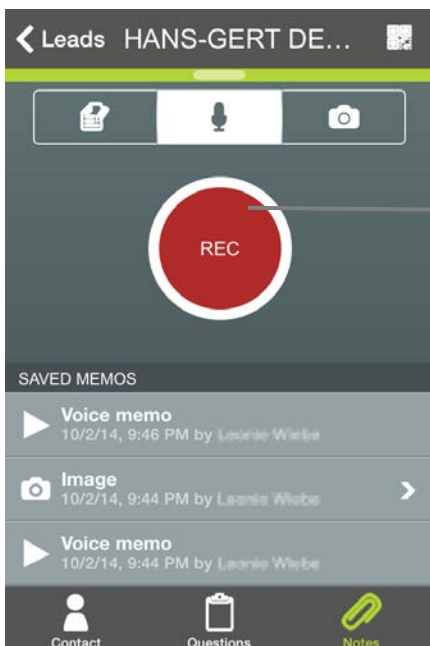 Leads HANS-GERT DE...
REC
SAVED MEMOS
Voice memo
10/2/14, 9:46 PM by
Image
10/2/14, 9:44 PM by
Voice memo
10/2/14, 9:44 PM by
Contact Questions Notes